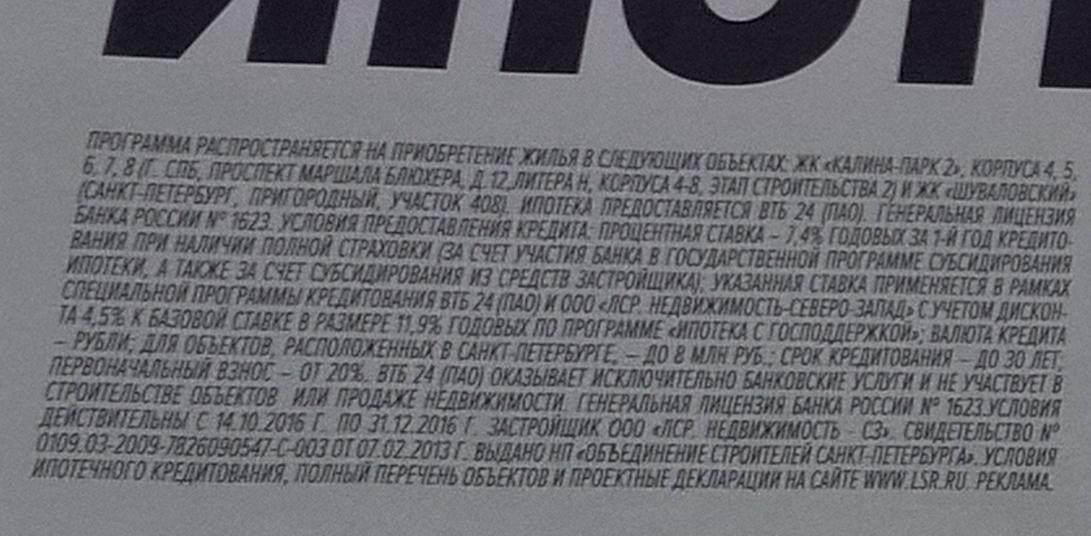 ИПОТ
ПРОГРАММА РАСПРОСТРАНЯЕТСЯ НА ПРИОБРЕТЕНИЕ ЖИЛЬЯ В СЛЕДУЮЩИХ ОБЪЕКТАХ: ЖК «КАЛИНА-ПАРК 2», КОРПУСА 4, 5,
6, 7, 8 (Г. СПБ, ПРОСПЕКТ МАРШАЛА БЛЮХЕРА, Д.12,ЛИТЕРА Н, КОРПУСА 4-8, ЭТАП СТРОИТЕЛЬСТВА 2) И ЖК «ШУВАЛОВСКИЙ»
(САНКТ-ПЕТЕРБУРГ, ПРИГОРОДНЫЙ, УЧАСТОК 408). ИПОТЕКА ПРЕДОСТАВЛЯЕТСЯ ВТБ 24 (ПАО). ГЕНЕРАЛЬНАЯ ЛИЦЕНЗИЯ
БАНКА РОССИИ № 1623. УСЛОВИЯ ПРЕДОСТАВЛЕНИЯ КРЕДИТА: ПРОЦЕНТНАЯ СТАВКА – 7,4% ГОДОВЫХ ЗА 1-Й ГОД КРЕДИТО-
ВАНИЯ ПРИ НАЛИЧИИ ПОЛНОЙ СТРАХОВКИ (ЗА СЧЕТ УЧАСТИЯ БАНКА В ГОСУДАРСТВЕННОЙ ПРОГРАММЕ СУБСИДИРОВАНИЯ
ИПОТЕКИ, А ТАКЖЕ ЗА СЧЕТ СУБСИДИРОВАНИЯ ИЗ СРЕДСТВ ЗАСТРОЙЩИКА), УКАЗАННАЯ СТАВКА ПРИМЕНЯЕТСЯ В РАМКАХ
СПЕЦИАЛЬНОЙ ПРОГРАММЫ КРЕДИТОВАНИЯ ВТБ 24 (ПАО) И ООО «ЛСР. НЕДВИЖИМОСТЬ-СЕВЕРО-ЗАПАД» С УЧЕТОМ ДИСКОН-
ТА 4,5% К БАЗОВОЙ СТАВКЕ В РАЗМЕРЕ 11,9% ГОДОВЫХ ПО ПРОГРАММЕ «ИПОТЕКА С ГОСПОДДЕРЖКОЙ»; ВАЛЮТА КРЕДИТА
– РУБЛИ; ДЛЯ ОБЪЕКТОВ, РАСПОЛОЖЕННЫХ В САНКТ-ПЕТЕРБУРГЕ, – ДО 8 МЛН РУБ.; СРОК КРЕДИТОВАНИЯ – ДО 30 ЛЕТ;
ПЕРВОНАЧАЛЬНЫЙ ВЗНОС – ОТ 20%. ВТБ 24 (ПАО) ОКАЗЫВАЕТ ИСКЛЮЧИТЕЛЬНО БАНКОВСКИЕ УСЛУГИ И НЕ УЧАСТВУЕТ В
СТРОИТЕЛЬСТВЕ ОБЪЕКТОВ ИЛИ ПРОДАЖЕ НЕДВИЖИМОСТИ. ГЕНЕРАЛЬНАЯ ЛИЦЕНЗИЯ БАНКА РОССИИ № 1623.УСЛОВИЯ
ДЕЙСТВИТЕЛЬНЫ С 14.10.2016 Г. ПО 31.12.2016 Г. ЗАСТРОЙЩИК ООО «ЛСР. НЕДВИЖИМОСТЬ - СЗ». СВИДЕТЕЛЬСТВО №
0109.03-2009-7826090547-С-003 ОТ 07.02.2013 Г. ВЫДАНО НП «ОБЪЕДИНЕНИЕ СТРОИТЕЛЕЙ САНКТ-ПЕТЕРБУРГА». УСЛОВИЯ
ИПОТЕЧНОГО КРЕДИТОВАНИЯ, ПОЛНЫЙ ПЕРЕЧЕНЬ ОБЪЕКТОВ И ПРОЕКТНЫЕ ДЕКЛАРАЦИИ НА САЙТЕ WWW.LSR.RU. РЕКЛАМА.